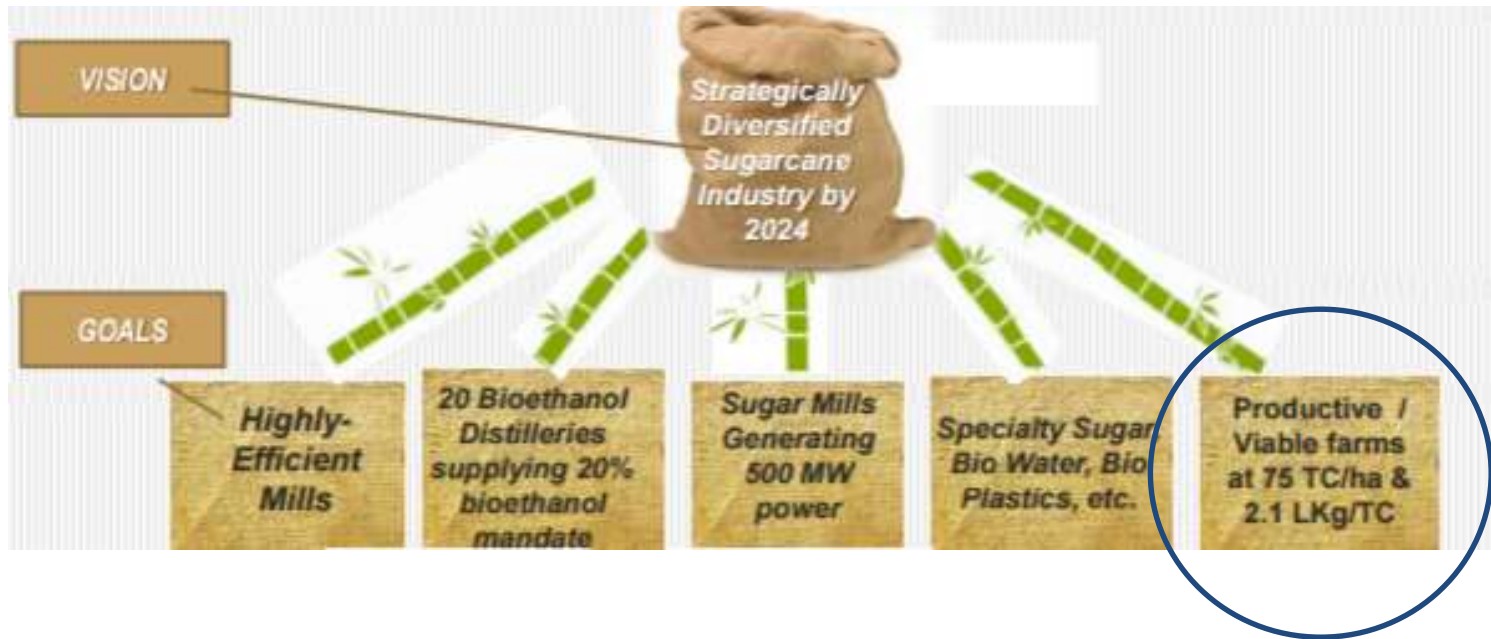 VISION
Strategically
Diversified
Sugarcane
Industry by
2024
GOALS
Highly-
Efficient
Mills
20 Bioethanol
Distilleries
supplying 20%
bioethanol
mandate
Sugar Mills
Generating
500 MW
power
Specialty Sugar,
Bio Water, Bio
Plastics, etc.
Productive /
Viable farms
at 75 TC/ha &
2.1 LKg/TC